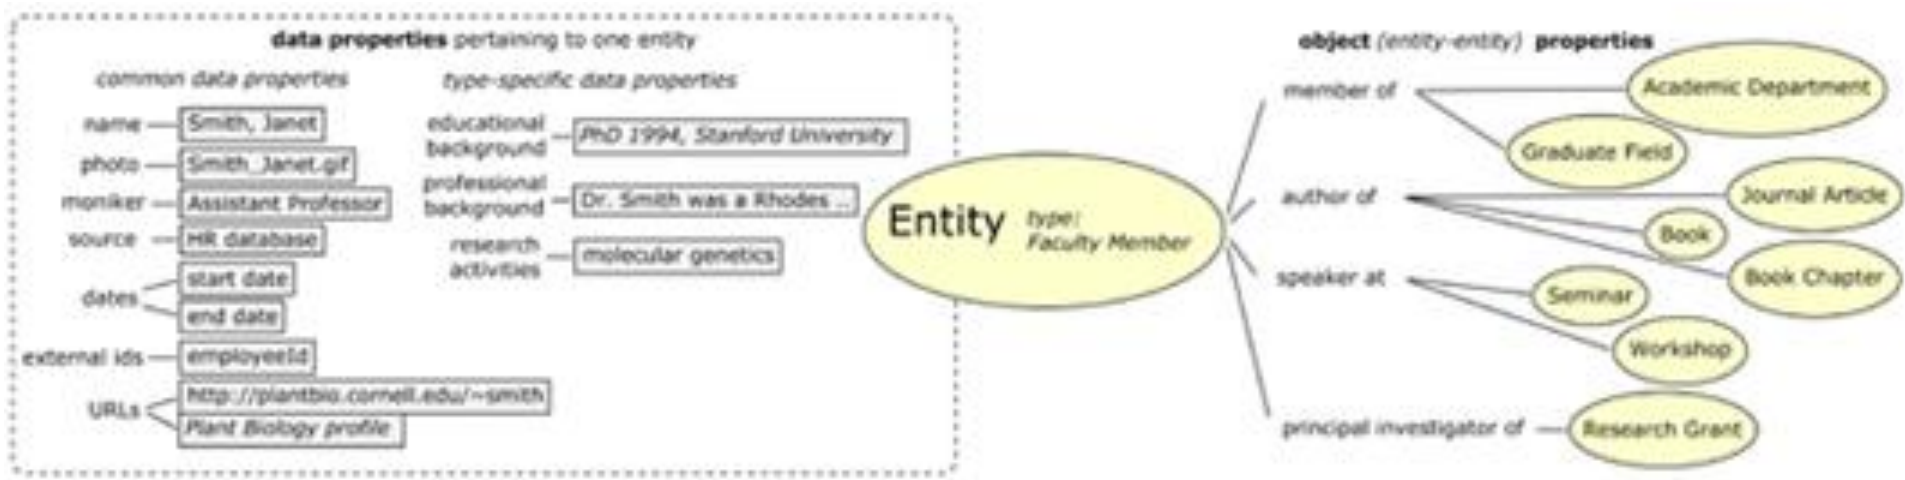 data properties pertaining to one entity
common data properties
type-specific data properties
name
Smith, Janet
photo
Smith_Janet.gif
moniker
Assistant Professor
source
HR database
dates
start date
end date
external ids
employeeId
URLs
http://plantbio.cornell.edu/~smith
Plant Biology profile
educational
background
PhD 1994, Stanford University
professional
background
Dr. Smith was a Rhodes ...
research
activities
molecular genetics
Entity
type:
Faculty Member
object (entity-entity) properties
member of
Academic Department
Graduate Field
author of
Journal Article
Book
Book Chapter
speaker at
Seminar
Workshop
principal investigator of
Research Grant